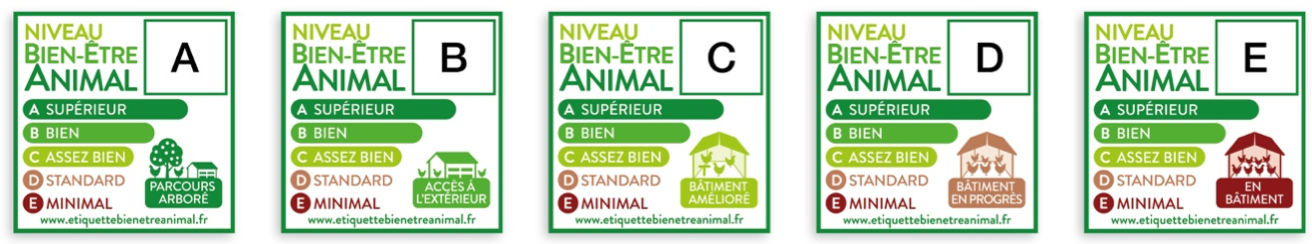 NIVEAU
BIEN-ÊTRE
ANIMAL
A
A SUPÉRIEUR
B BIEN
C ASSEZ BIEN
D STANDARD
E MINIMAL
PARCOURS
ARBORÉ
www.etiquettebienetreanimal.fr
NIVEAU
BIEN-ÊTRE
ANIMAL
B
A SUPÉRIEUR
B BIEN
C ASSEZ BIEN
D STANDARD
E MINIMAL
ACCÈS À
L'EXTÉRIEUR
www.etiquettebienetreanimal.fr
NIVEAU
BIEN-ÊTRE
ANIMAL
C
A SUPÉRIEUR
B BIEN
C ASSEZ BIEN
D STANDARD
E MINIMAL
BÂTIMENT
AMÉLIORÉ
www.etiquettebienetreanimal.fr
NIVEAU
BIEN-ÊTRE
ANIMAL
D
A SUPÉRIEUR
B BIEN
C ASSEZ BIEN
D STANDARD
E MINIMAL
BÂTIMENT
EN PROGRÈS
www.etiquettebienetreanimal.fr
NIVEAU
BIEN-ÊTRE
ANIMAL
E
A SUPÉRIEUR
B BIEN
C ASSEZ BIEN
D STANDARD
E MINIMAL
EN
BÂTIMENT
www.etiquettebienetreanimal.fr